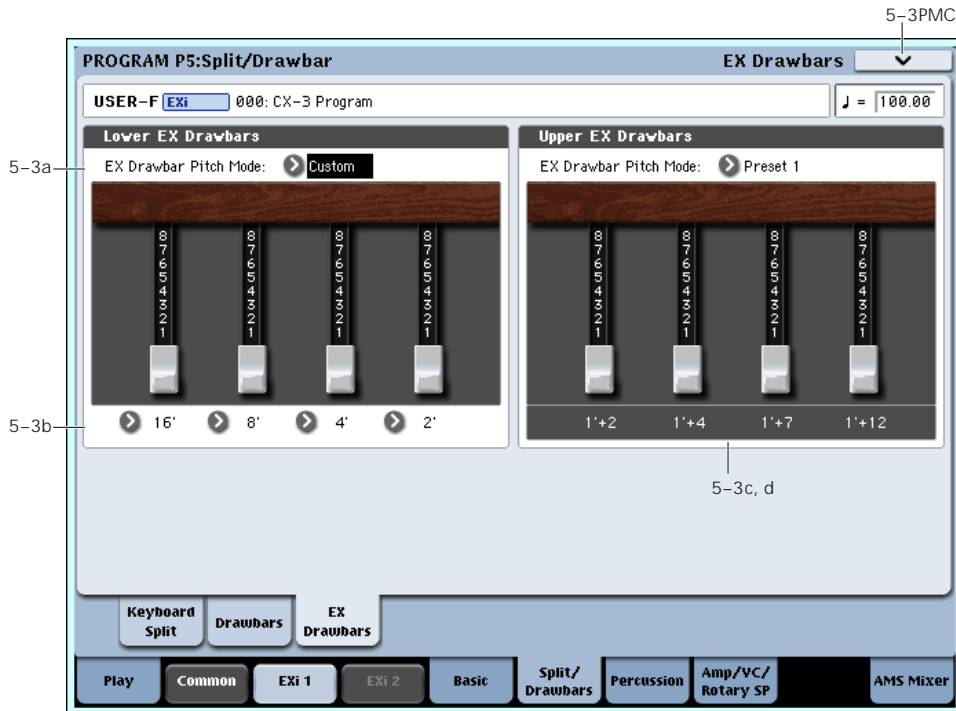 5-3PMC
PROGRAM P5:Split/Drawbar EX Drawbars
USER-F EXi 000: CX-3 Program ♩ = 100.00
Lower EX Drawbars Upper EX Drawbars
5-3a EX Drawbar Pitch Mode: Custom EX Drawbar Pitch Mode: Preset 1
8 8 8 8 8 8 8 8
7 7 7 7 7 7 7 7
6 6 6 6 6 6 6 6
5 5 5 5 5 5 5 5
4 4 4 4 4 4 4 4
3 3 3 3 3 3 3 3
2 2 2 2 2 2 2 2
1 1 1 1 1 1 1 1
5-3b 16' 8' 4' 2' 1'+2 1'+4 1'+7 1'+12
5-3c, d
Keyboard Split Drawbars EX Drawbars
Play Common EXi 1 EXi 2 Basic Split/Drawbars Percussion Amp/VC/Rotary SP AMS Mixer